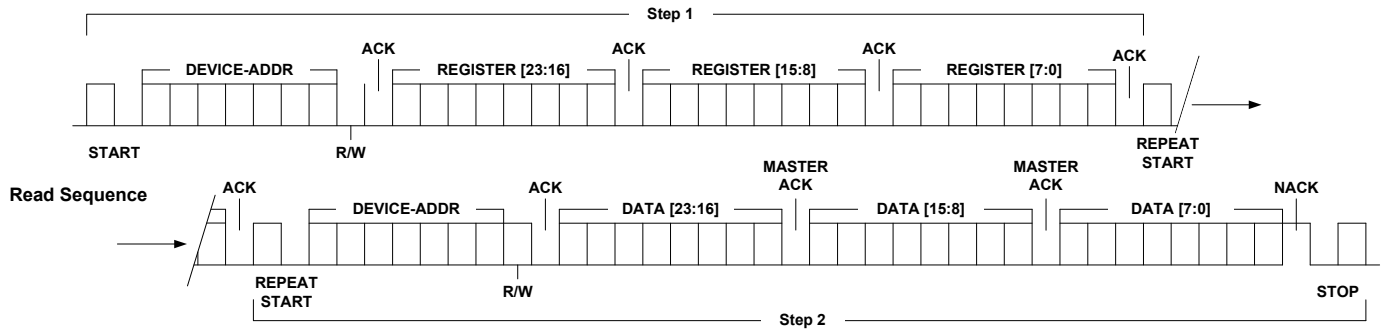 Step 1
ACK ACK ACK
DEVICE-ADDR REGISTER [23:16] REGISTER [15:8] REGISTER [7:0] ACK
START R/W REPEAT
START
MASTER
ACK
MASTER
ACK
Read Sequence ACK ACK NACK
DEVICE-ADDR DATA [23:16] DATA [15:8] DATA [7:0]
REPEAT
START
R/W STOP
Step 2